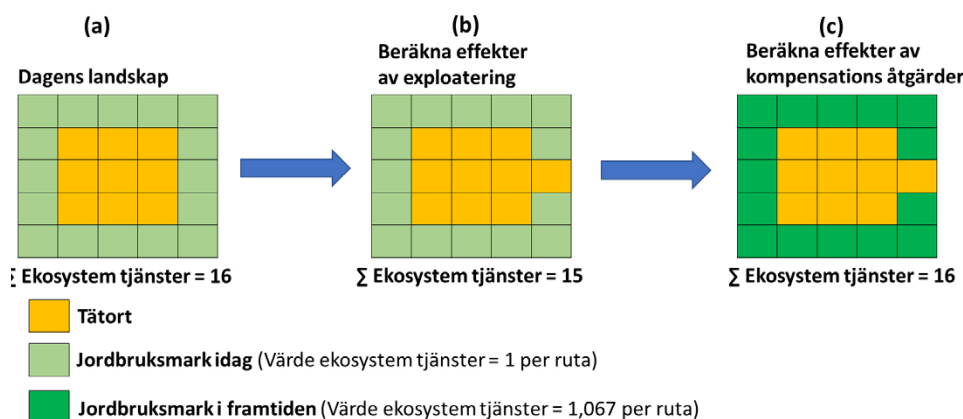 (a)
Dagens landskap
(b)
Beräkna effekter
av exploatering
(c)
Beräkna effekter av
kompensations åtgärder
∑ Ekosystem tjänster = 16
∑ Ekosystem tjänster = 15
∑ Ekosystem tjänster = 16
Tätort
Jordbruksmark idag (Värde ekosystem tjänster = 1 per ruta)
Jordbruksmark i framtiden (Värde ekosystem tjänster = 1,067 per ruta)